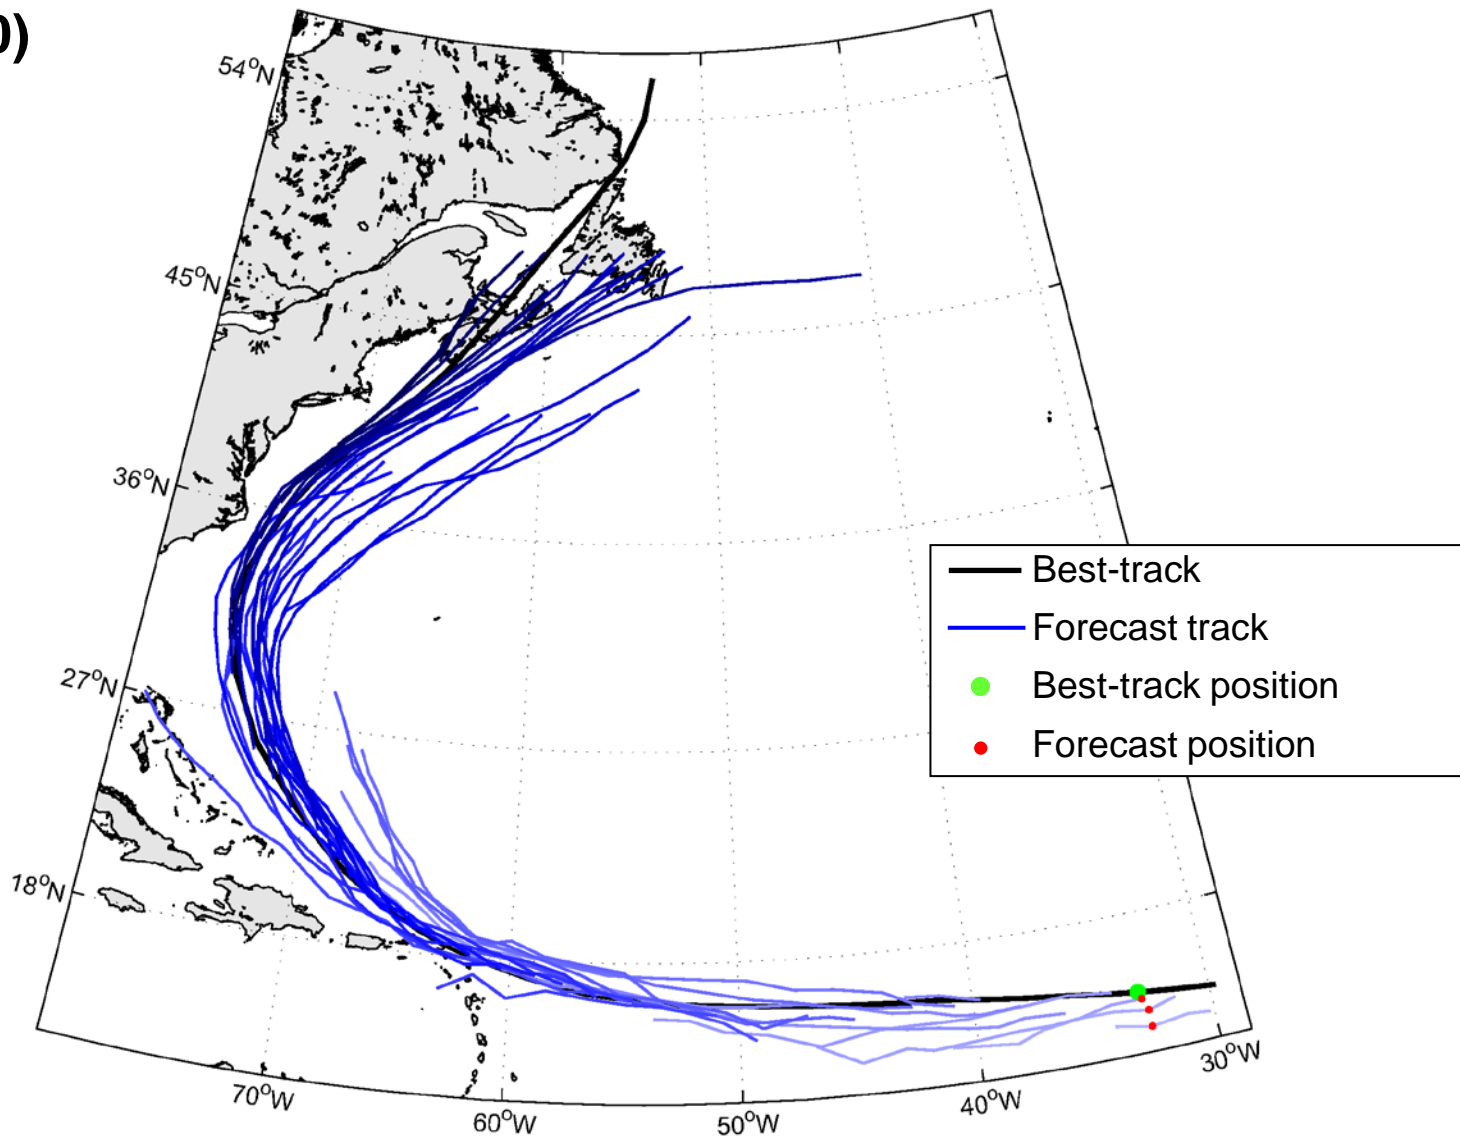 0)
54°N
45°N
36°N
27°N
18°N
70°W
60°W
50°W
40°W
30°W
Best-track
Forecast track
Best-track position
Forecast position